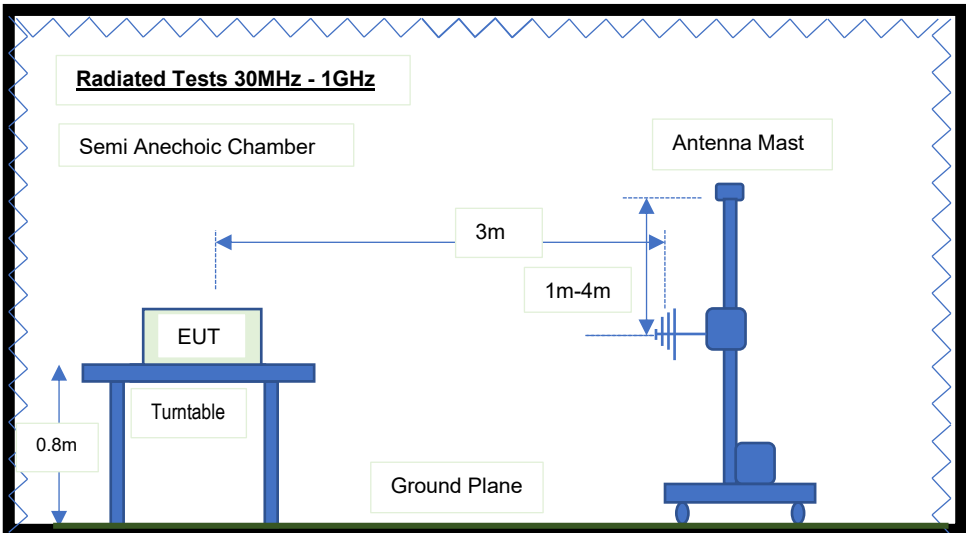 Radiated Tests 30MHz - 1GHz
Semi Anechoic Chamber
Antenna Mast
3m
1m-4m
EUT
Turntable
0.8m
Ground Plane